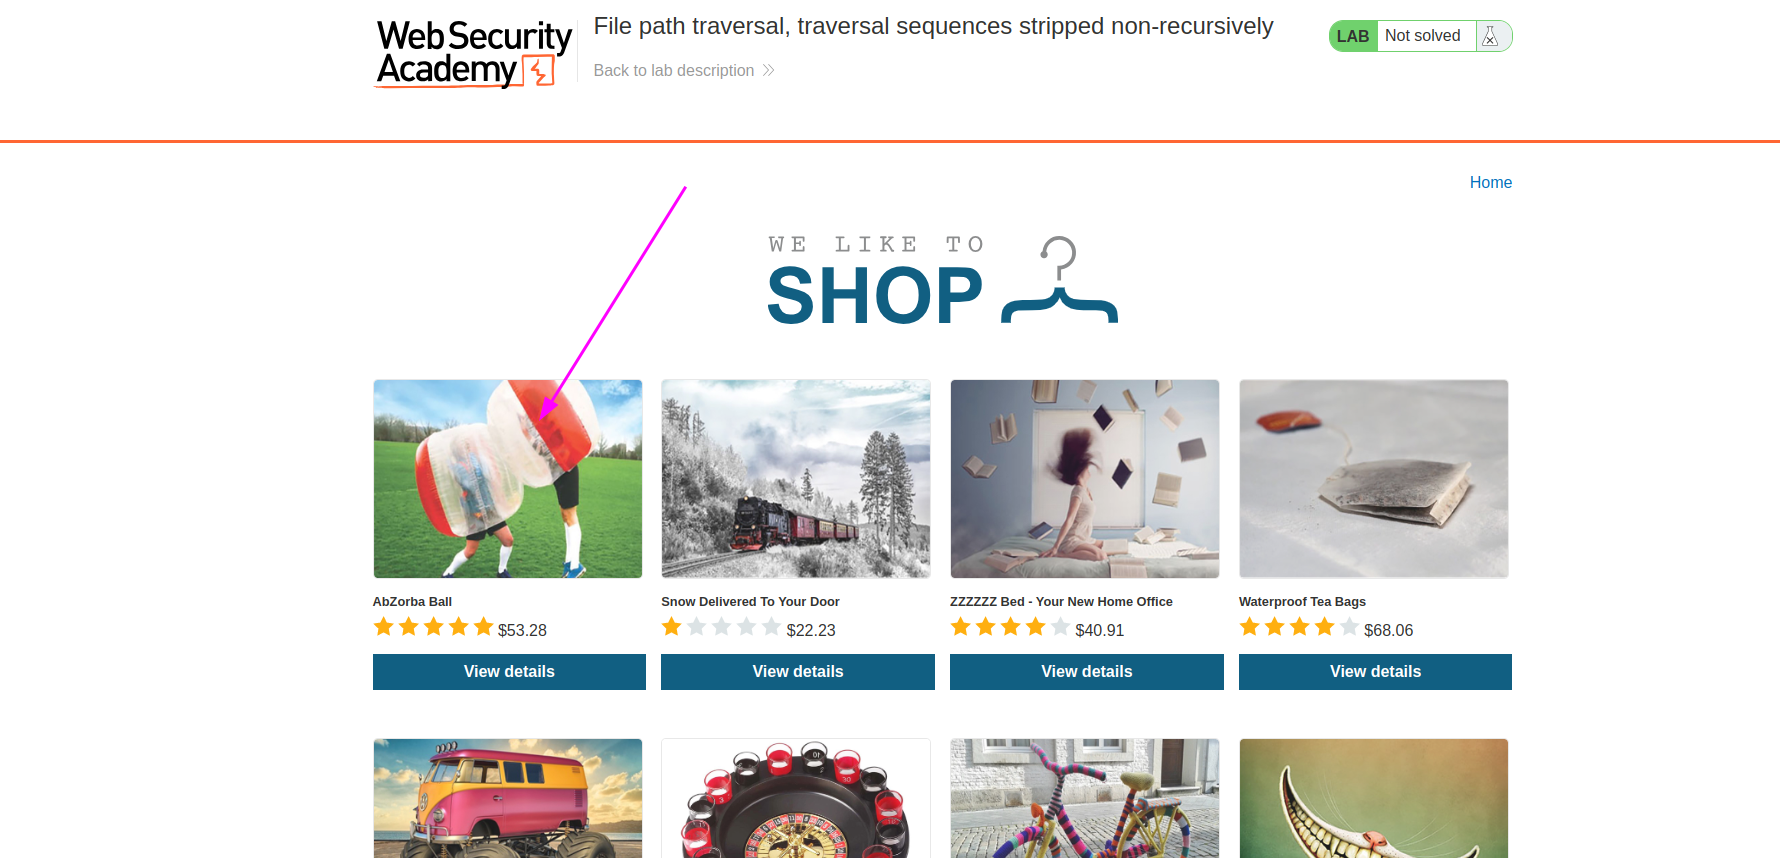 Web Security
Academy
File path traversal, traversal sequences stripped non-recursively
Back to lab description
LAB
Not solved
Home
WE LIKE TO
SHOP
AbZorba Ball
$53.28
View details
Snow Delivered To Your Door
$22.23
View details
ZZZZZZ Bed - Your New Home Office
$40.91
View details
Waterproof Tea Bags
$68.06
View details